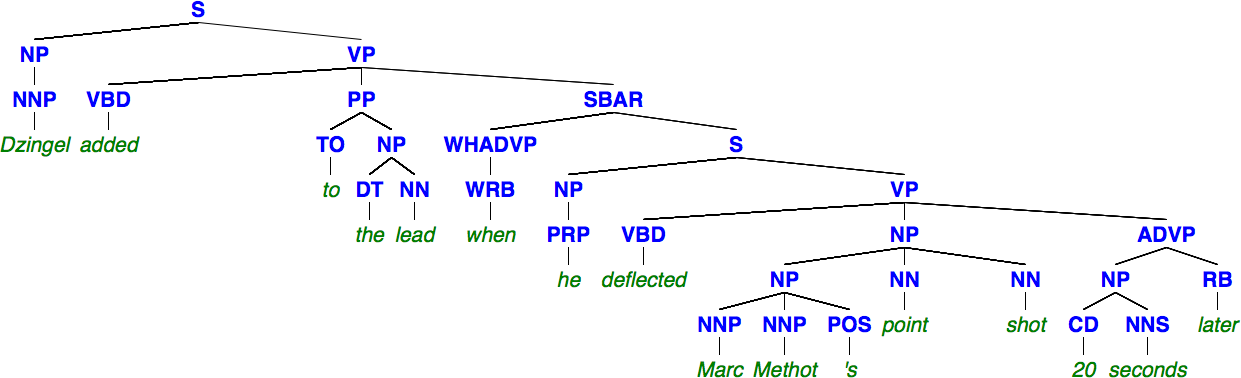 S
NP VP
NNP VBD PP SBAR
Dzingel added TO NP WHADVP S
to DT NN WRB NP VP
the lead when PRP VBD NP ADVP
he deflected NP NN NN NP RB
NNP NNP POS point shot CD NNS later
Marc Methot 's 20 seconds